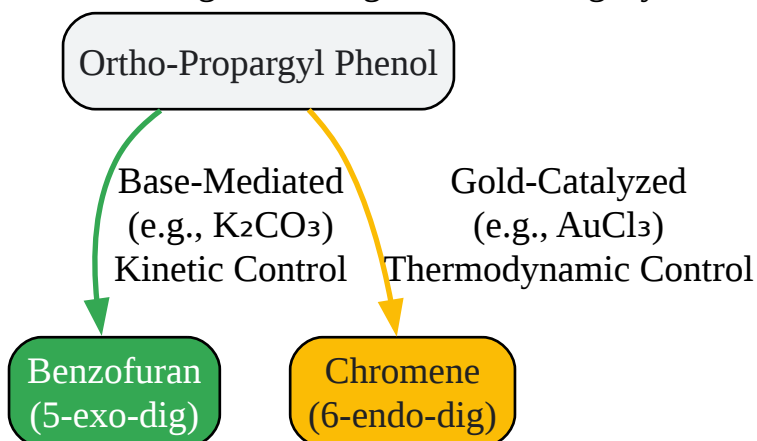 Ortho-Propargyl Phenol
Base-Mediated
(e.g., K₂CO₃)
Kinetic Control
Gold-Catalyzed
(e.g., AuCl₃)
Thermodynamic Control
Benzofuran
(5-exo-dig)
Chromene
(6-endo-dig)